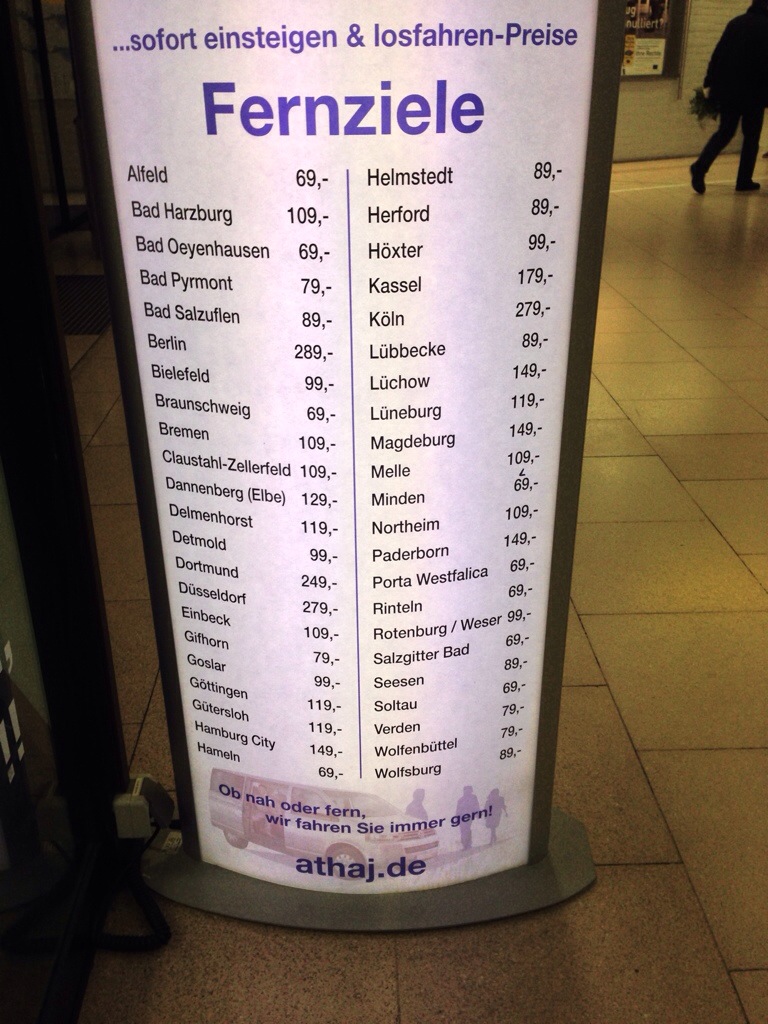 ...sofort einsteigen & losfahren-Preise
Fernziele
Alfeld 69,-
Bad Harzburg 109,-
Bad Oeyenhausen 69,-
Bad Pyrmont 79,-
Bad Salzuflen 89,-
Berlin 289,-
Bielefeld 99,-
Braunschweig 69,-
Bremen 109,-
Claustahl-Zellerfeld 109,-
Dannenberg (Elbe) 129,-
Delmenhorst 119,-
Detmold 99,-
Dortmund 249,-
Düsseldorf 279,-
Einbeck 109,-
Gifhorn 79,-
Goslar 99,-
Göttingen 119,-
Gütersloh 119,-
Hamburg City 149,-
Hameln 69,-
Helmstedt 89,-
Herford 89,-
Höxter 99,-
Kassel 179,-
Köln 279,-
Lübbecke 89,-
Lüchow 149,-
Lüneburg 119,-
Magdeburg 149,-
Melle 109,-
Minden 69,-
Northeim 109,-
Paderborn 149,-
Porta Westfalica 69,-
Rinteln 69,-
Rotenburg / Weser 99,-
Salzgitter Bad 69,-
Seesen 89,-
Soltau 69,-
Verden 79,-
Wolfenbüttel 79,-
Wolfsburg 89,-
Ob nah oder fern,
wir fahren Sie immer gern!
athaj.de